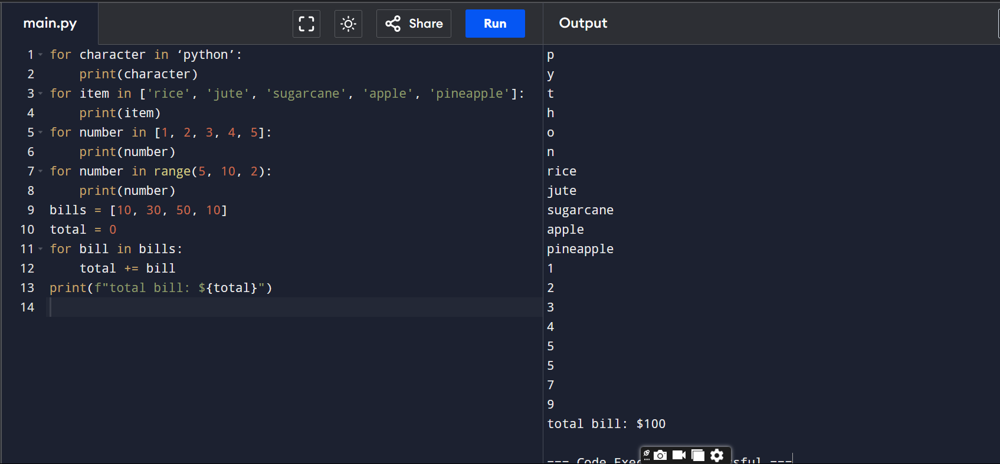 main.py
Share
Run
Output
1 for character in ‘python’:
2     print(character)
3 for item in ['rice', 'jute', 'sugarcane', 'apple', 'pineapple']:
4     print(item)
5 for number in [1, 2, 3, 4, 5]:
6     print(number)
7 for number in range(5, 10, 2):
8     print(number)
9 bills = [10, 30, 50, 10]
10 total = 0
11 for bill in bills:
12     total += bill
13 print(f"total bill: ${total}")
14
p
y
t
h
o
n
rice
jute
sugarcane
apple
pineapple
1
2
3
4
5
5
7
9
total bill: $100
=== Code ===